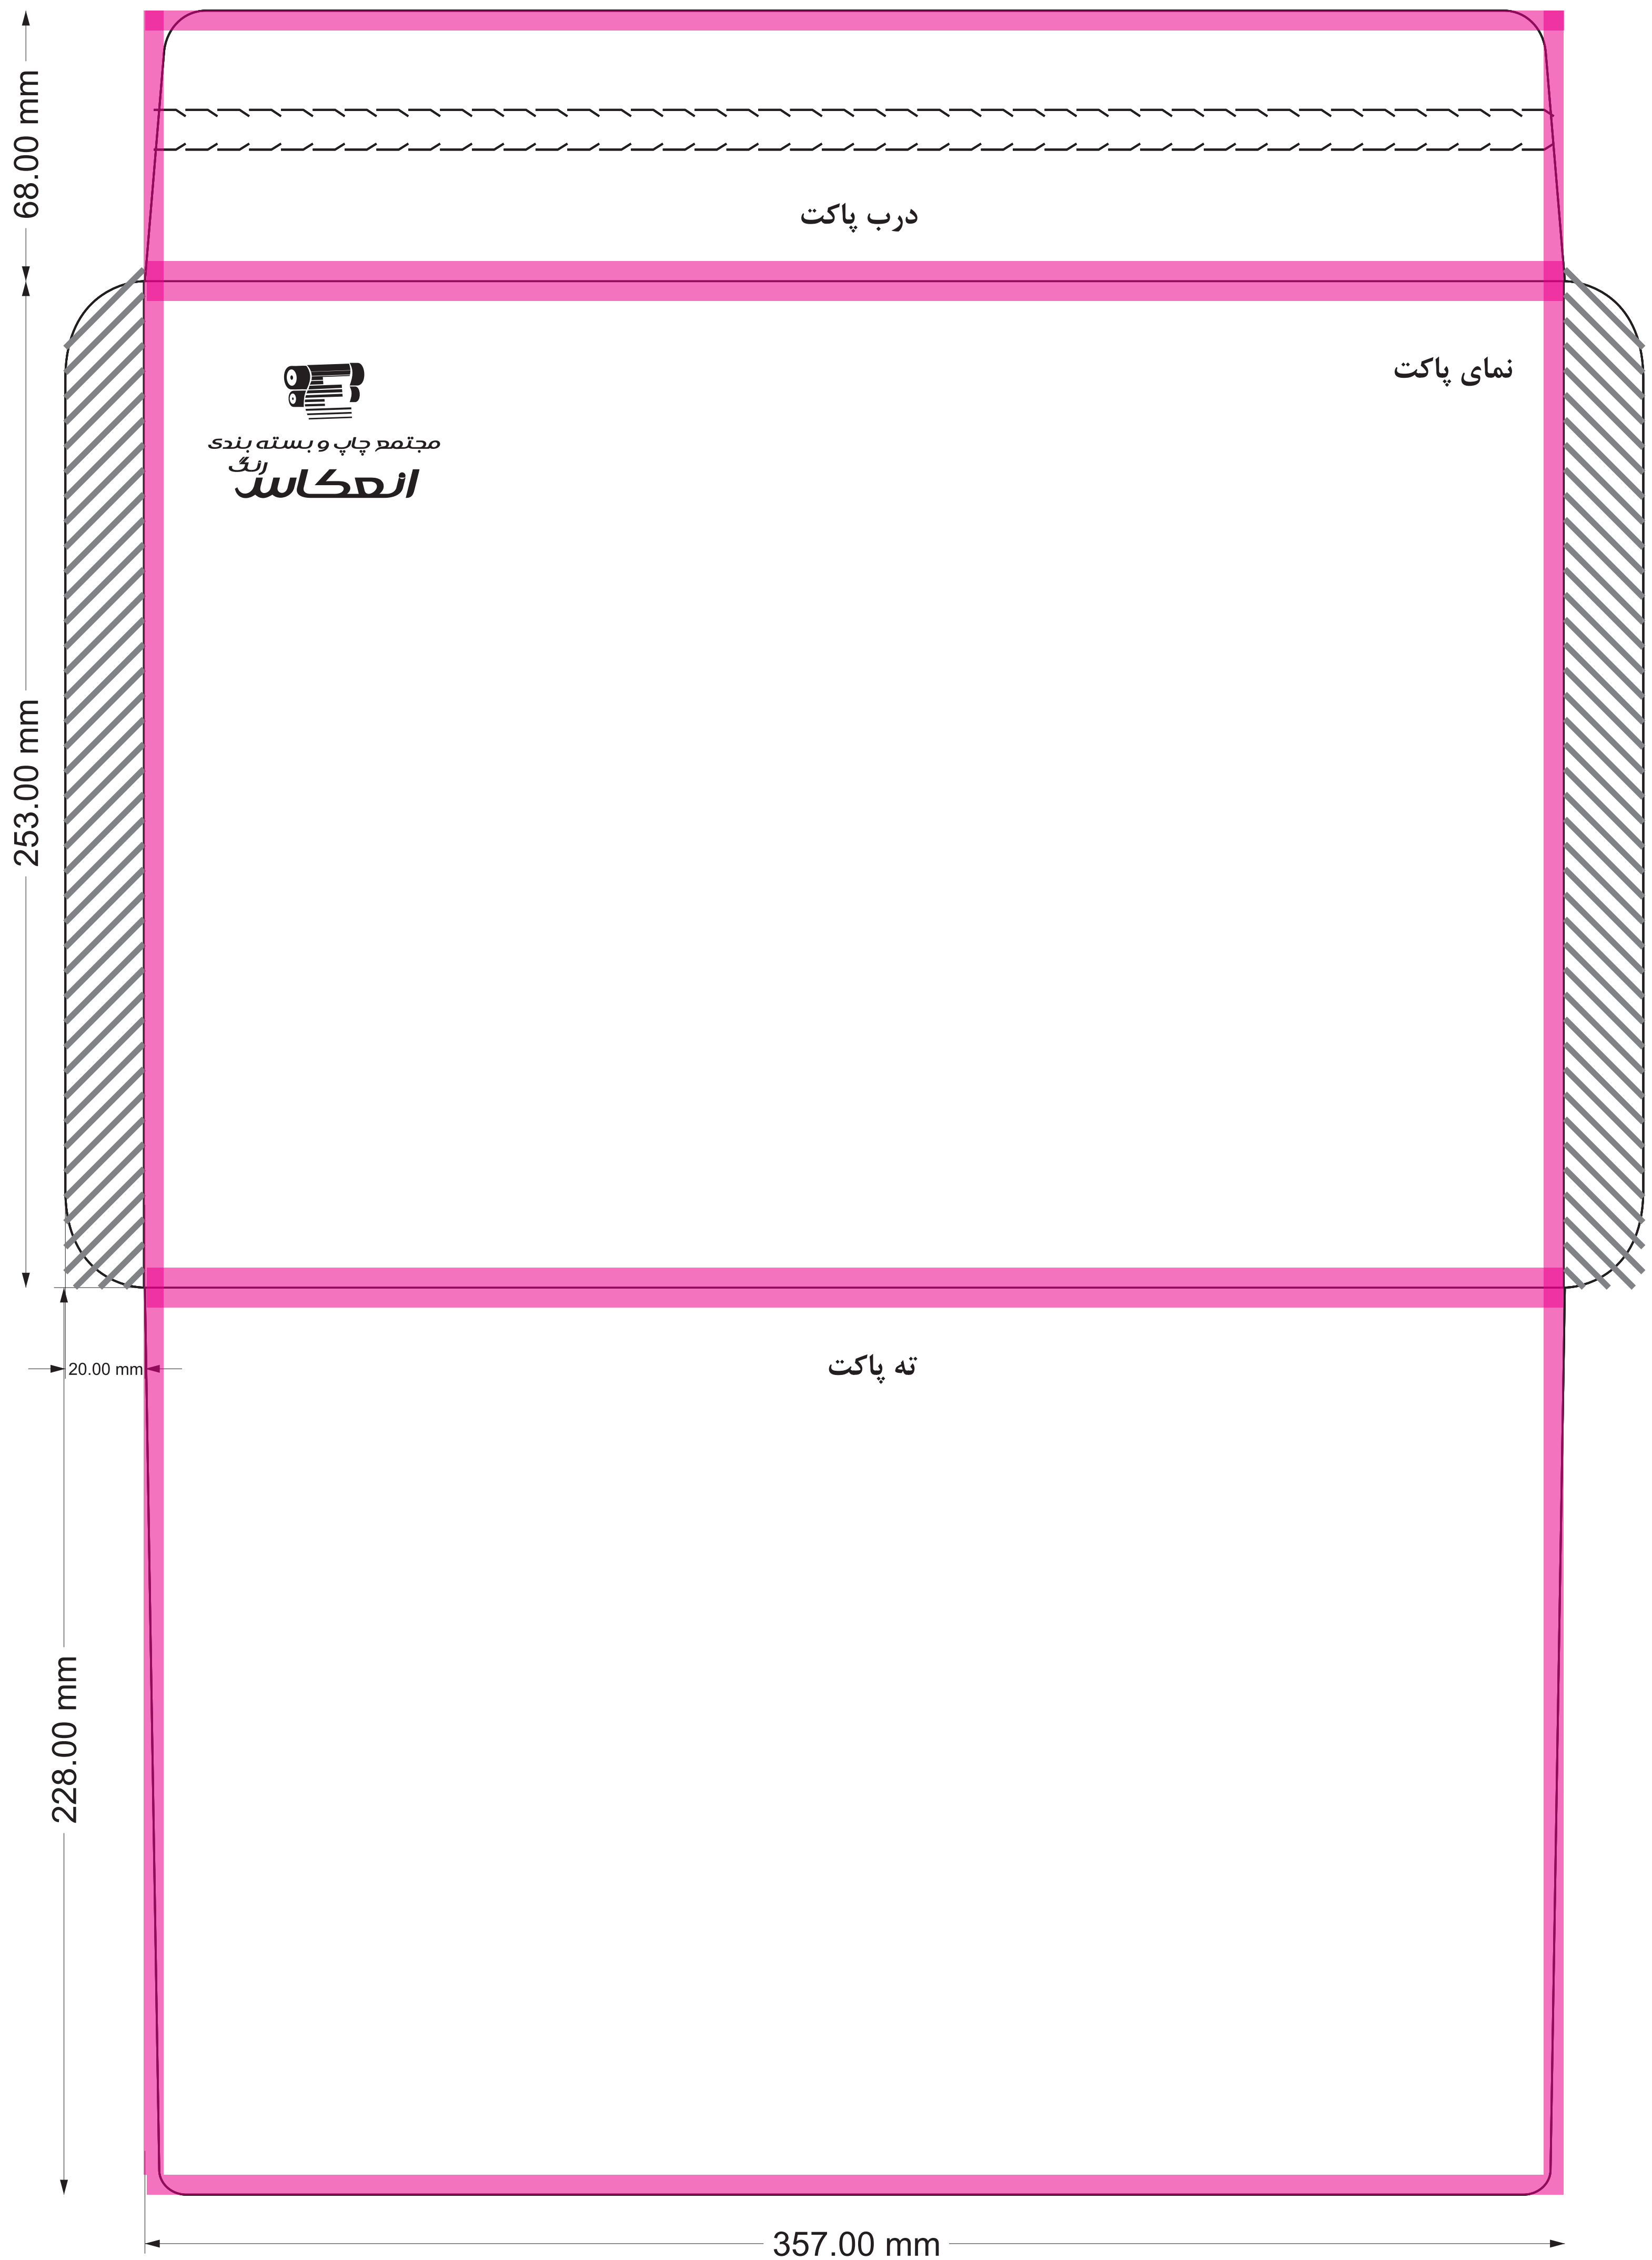 68.00 mm
درب پاکت
نمای پاکت
مجتمع چاپ و بسته بندی
انعکاس رنگ
253.00 mm
20.00 mm
ته پاکت
228.00 mm
357.00 mm